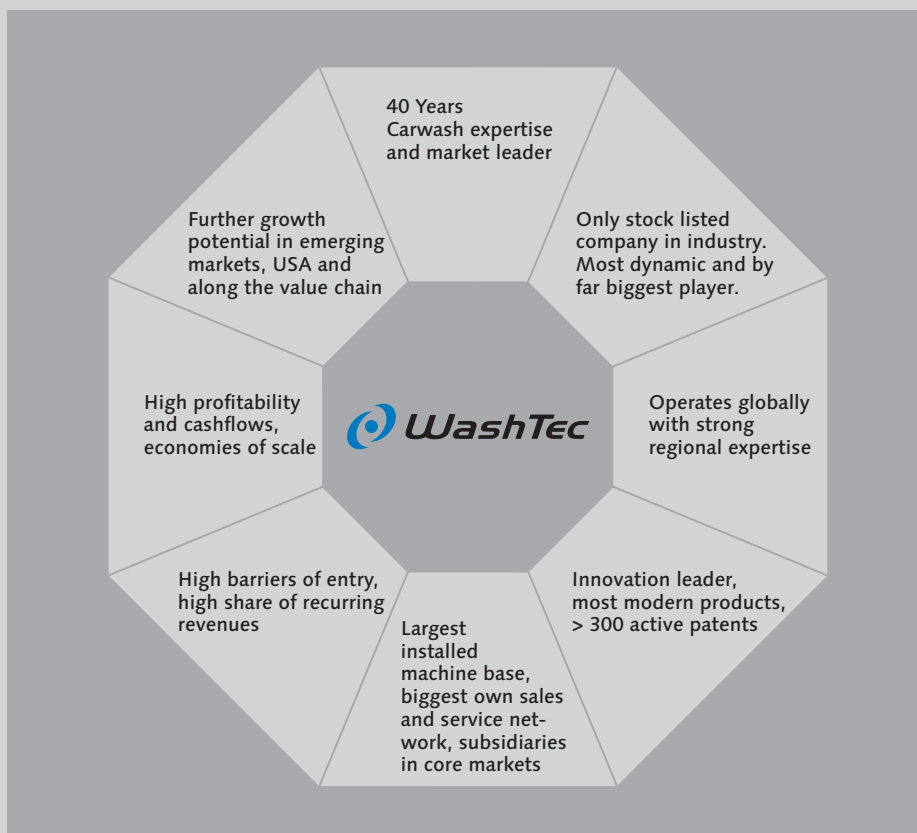 40 Years
Carwash expertise
and market leader
Only stock listed
company in industry.
Most dynamic and by
far biggest player.
Operates globally
with strong
regional expertise
Innovation leader,
most modern products,
> 300 active patents
Largest
installed
machine base,
biggest own sales
and service net-
work, subsidiaries
in core markets
High barriers of entry,
high share of recurring
revenues
High profitability
and cashflows,
economies of scale
Further growth
potential in emerging
markets, USA and
along the value chain
WashTec